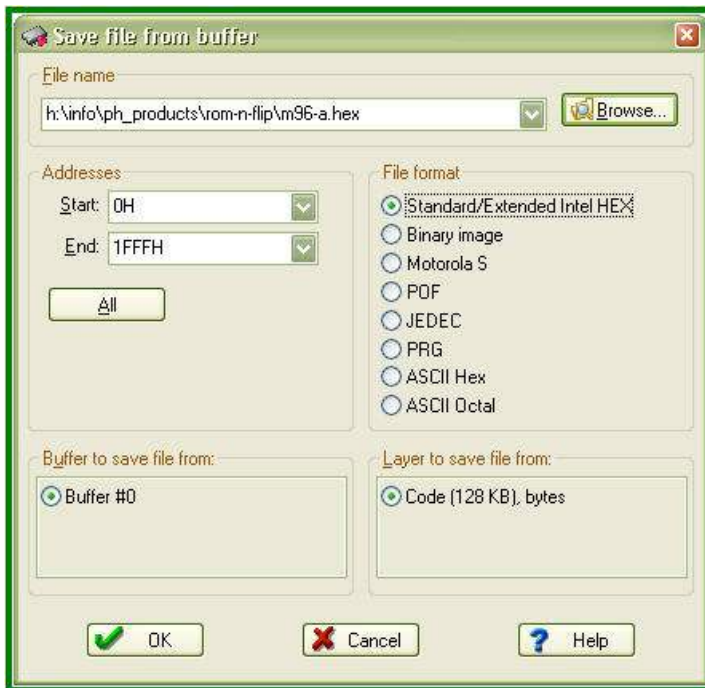 Save file from buffer
File name
h:\info\ph_products\rom-n-flip\m96-a.hex
Browse...
Addresses
Start: 0H
End: 1FFFH
All
File format
Standard/Extended Intel HEX
Binary image
Motorola S
POF
JEDEC
PRG
ASCII Hex
ASCII Octal
Buffer to save file from:
Buffer #0
Layer to save file from:
Code (128 KB), bytes
OK
Cancel
Help